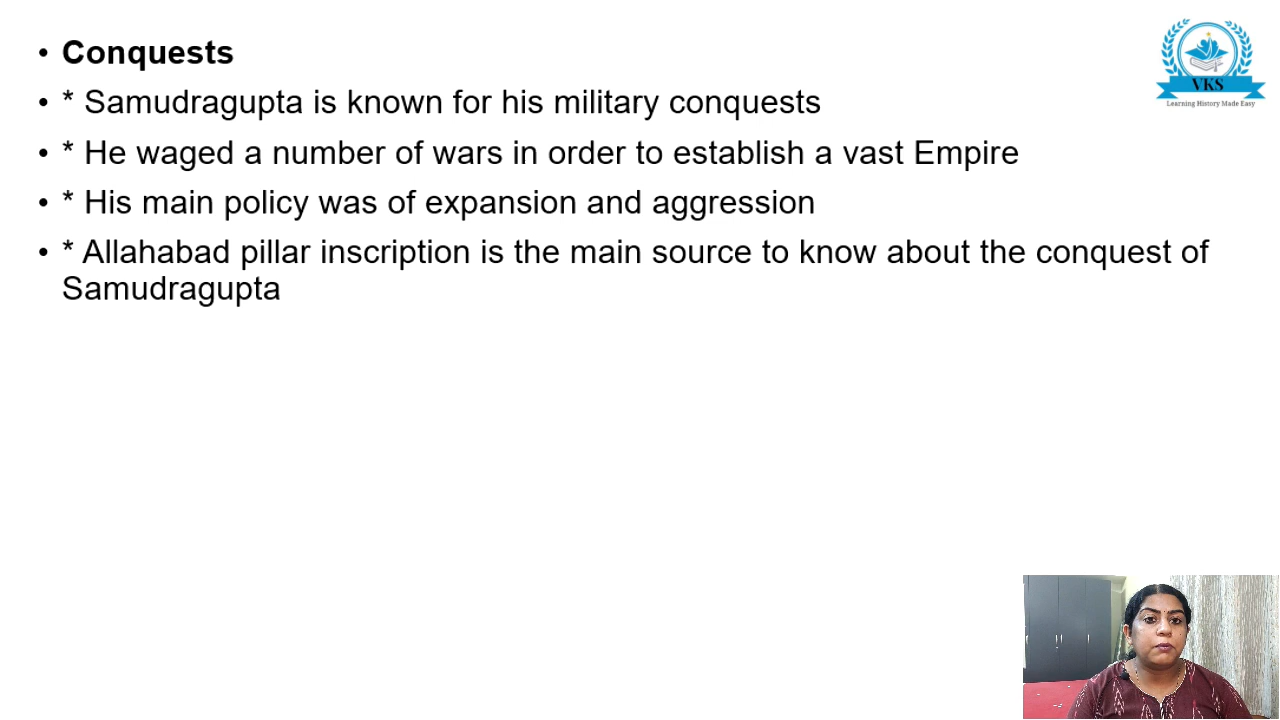 • Conquests
• * Samudragupta is known for his military conquests
• * He waged a number of wars in order to establish a vast Empire
• * His main policy was of expansion and aggression
• * Allahabad pillar inscription is the main source to know about the conquest of
Samudragupta
VKS
Learning History Made Easy